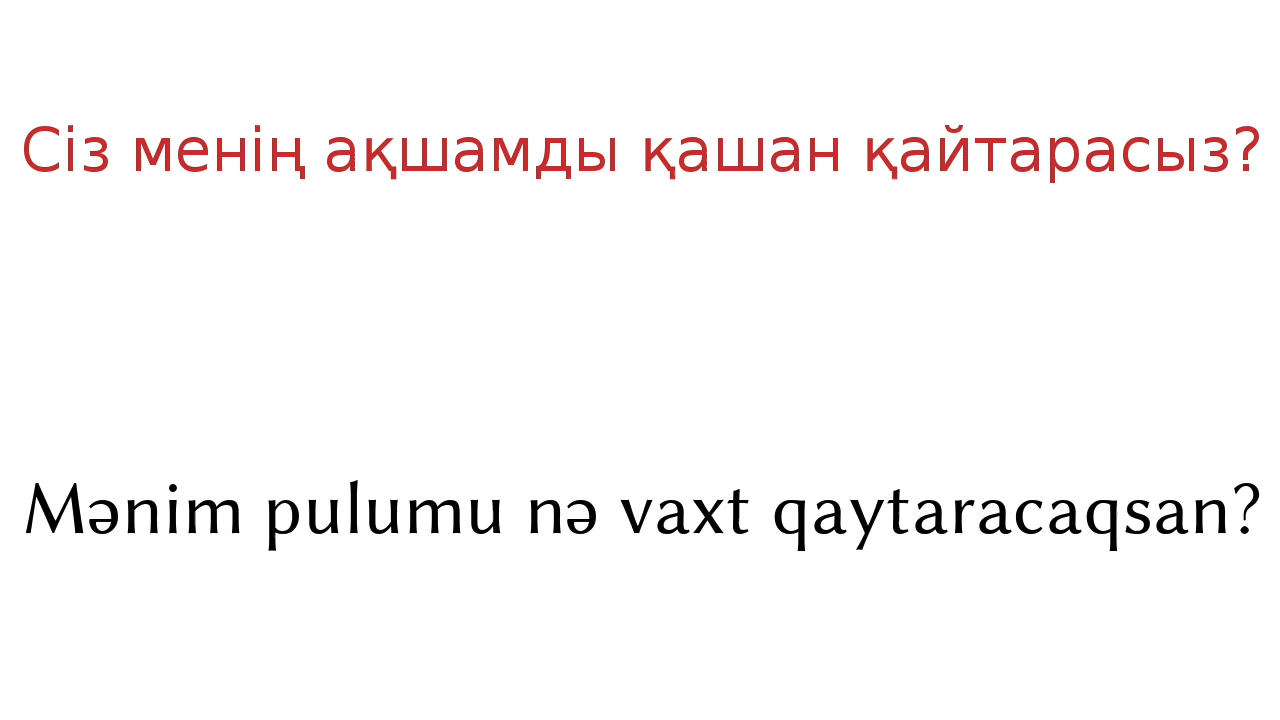 Сіз менің ақшамды қашан қайтарасыз?
Mənim pulumu nə vaxt qaytaracaqsan?